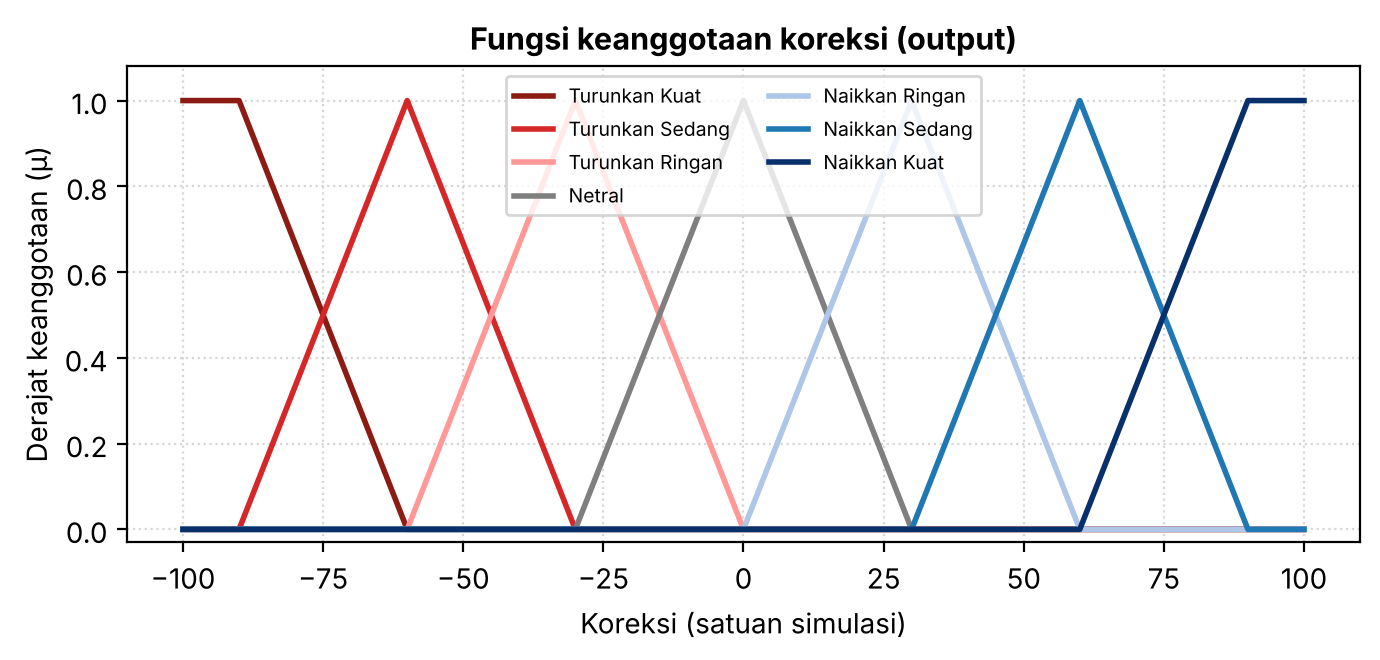 Fungsi keanggotaan koreksi (output)
Derajat keanggotaan (μ)
1.0
0.8
0.6
0.4
0.2
0.0
Turunkan Kuat
Turunkan Sedang
Turunkan Ringan
Netral
Naikkan Ringan
Naikkan Sedang
Naikkan Kuat
−100 −75 −50 −25 0 25 50 75 100
Koreksi (satuan simulasi)